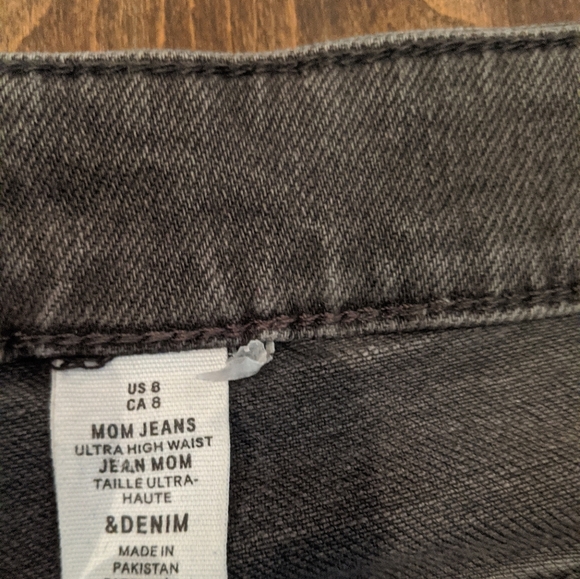 US 8
CA 8
MOM JEANS
ULTRA HIGH WAIST
JEAN MOM
TAILLE ULTRA-
HAUTE
&DENIM
MADE IN
PAKISTAN